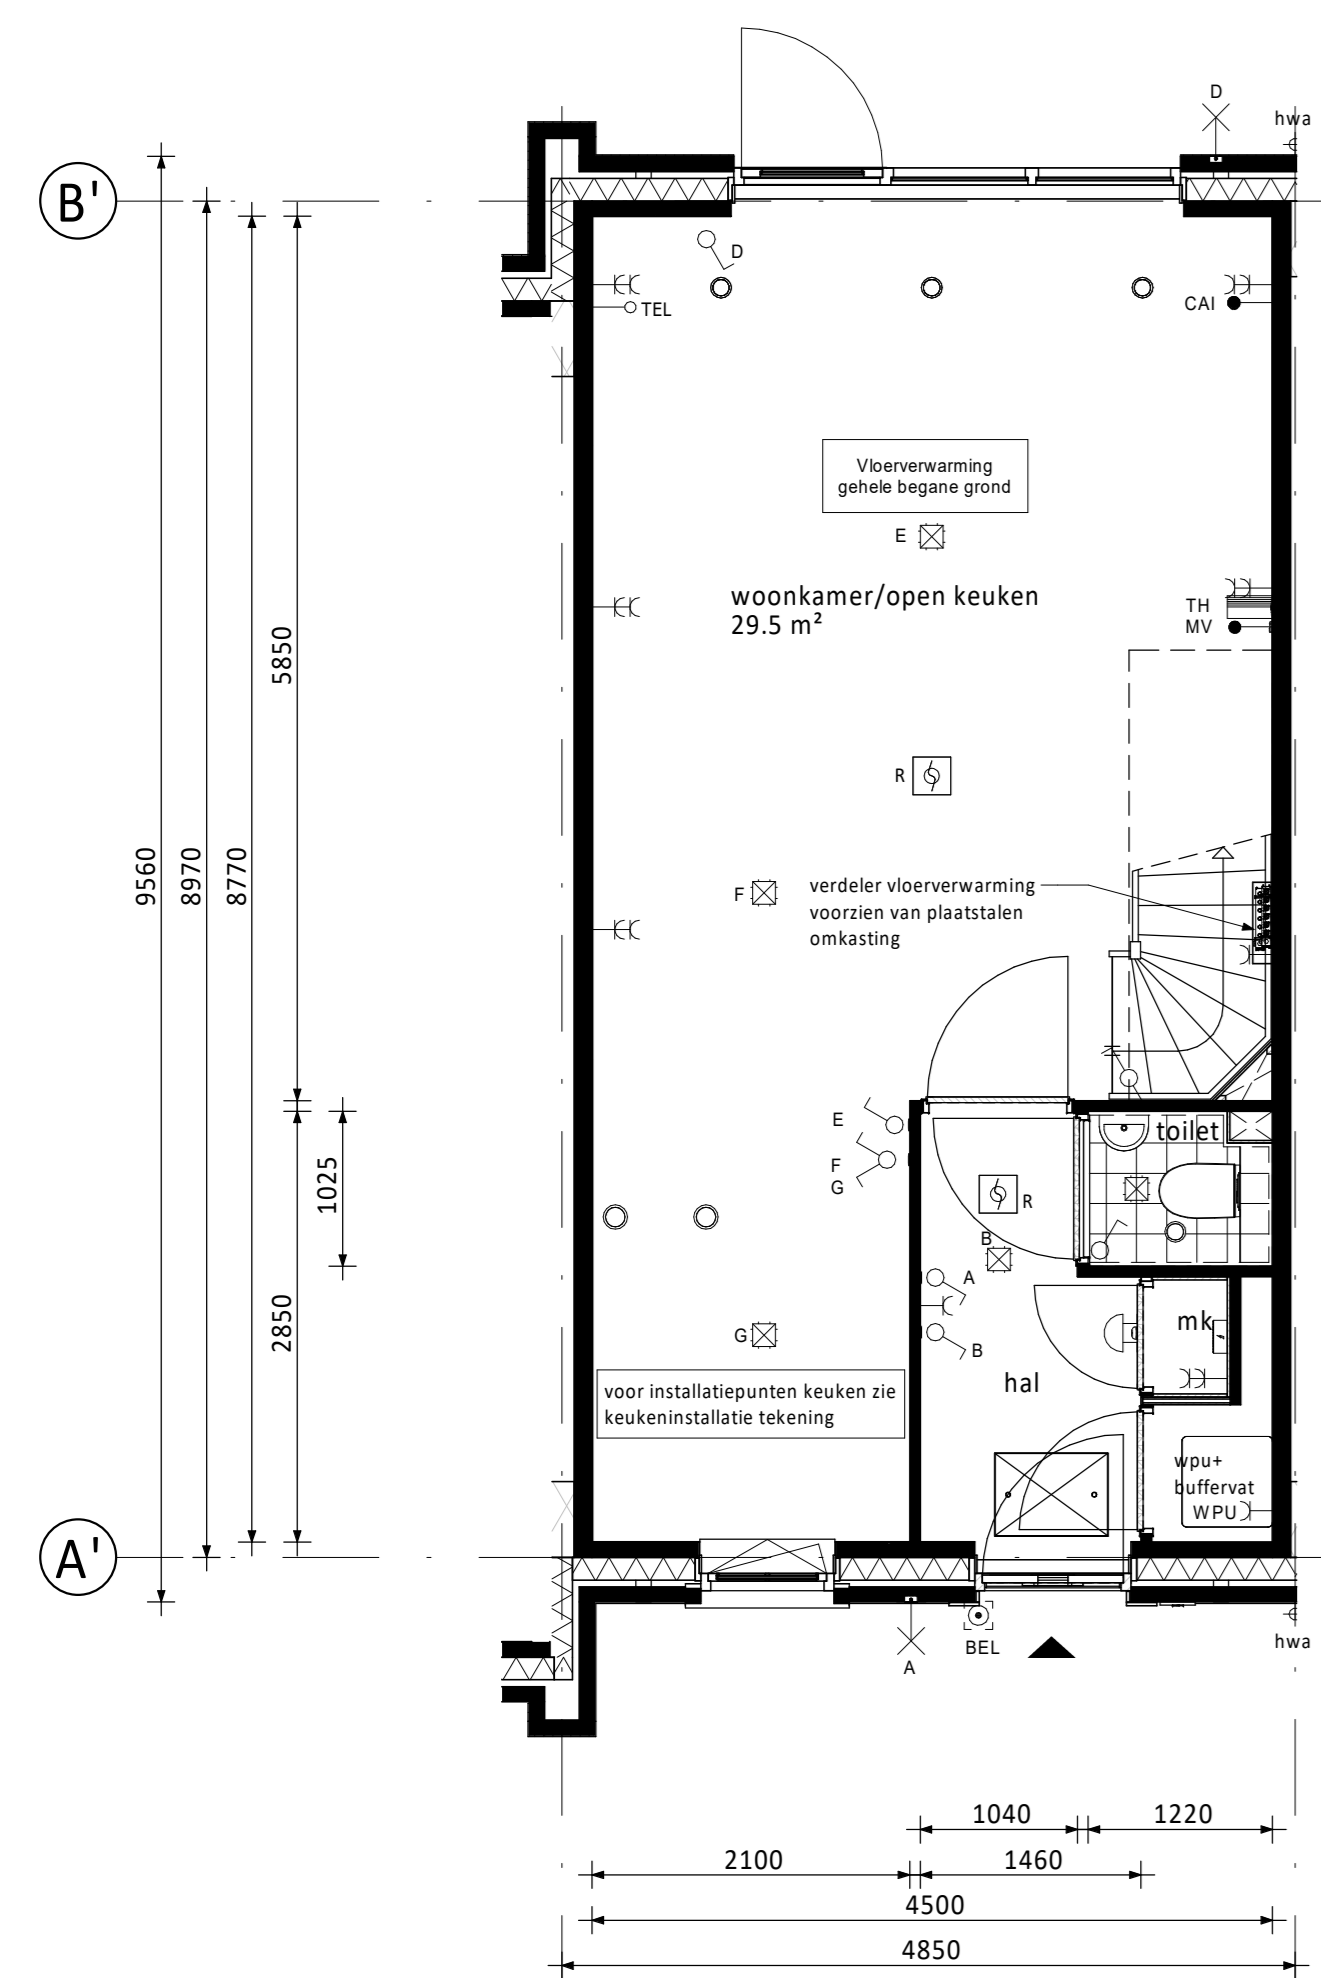 D
hwa
B'
D
TEL
CAI
Vloerverwarming
gehele begane grond
E
woonkamer/open keuken
29.5 m²
TH
MV
5850
R
9560
8970
8770
F
verdeler vloerverwarming
voorzien van plaatstalen
omkasting
E
toilet
F
G
1025
R
B
A
2850
G
mk
B
hal
voor installatiepunten keuken zie
keukeninstallatie tekening
wpu+
buffervat
WPU
A'
BEL
hwa
A
1040
1220
2100
1460
4500
4850